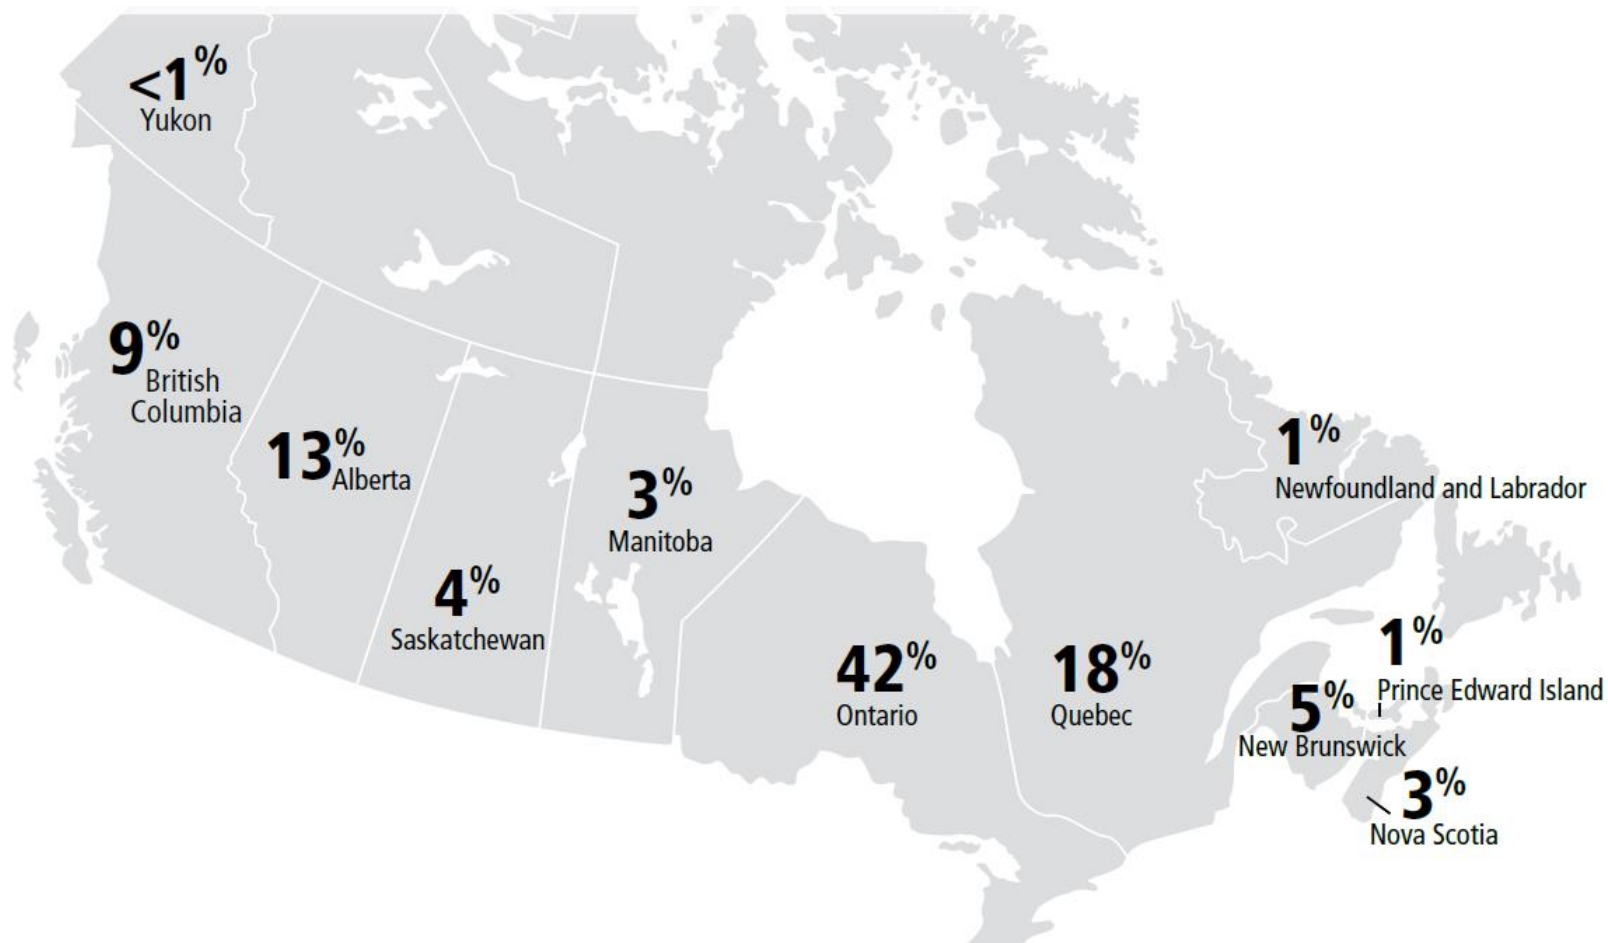 <1%
Yukon
9%
British
Columbia
13%
Alberta
4%
Saskatchewan
3%
Manitoba
42%
Ontario
18%
Quebec
1%
Newfoundland and Labrador
1%
Prince Edward Island
5%
New Brunswick
3%
Nova Scotia